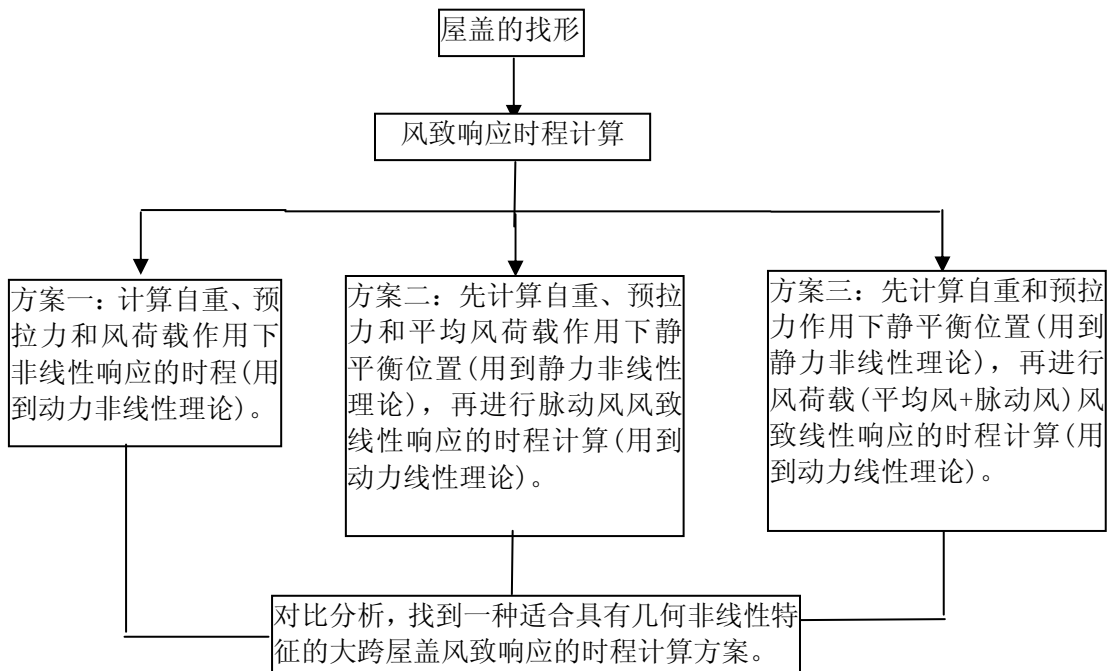 屋盖的找形
风致响应时程计算
方案一：计算自重、预
拉力和风荷载作用下
非线性响应的时程(用
到动力非线性理论)。
方案二：先计算自重、预拉
力和平均风荷载作用下静
平衡位置(用到静力非线性
理论)，再进行脉动风风致
线性响应的时程计算(用到
动力线性理论)。
方案三：先计算自重和预拉
力作用下静平衡位置(用到
静力非线性理论)，再进行
风荷载(平均风+脉动风)风
致线性响应的时程计算(用
到动力线性理论)。
对比分析，找到一种适合具有几何非线性特
征的大跨屋盖风致响应的时程计算方案。